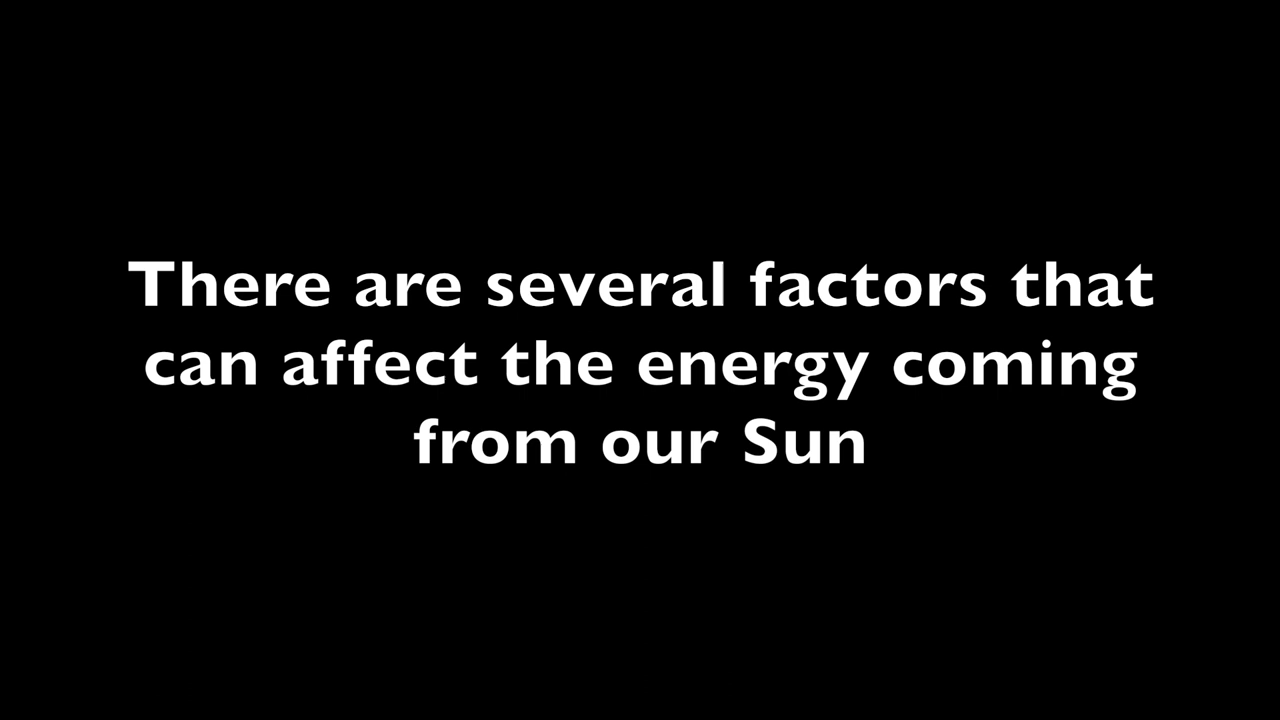 There are several factors that
can affect the energy coming
from our Sun